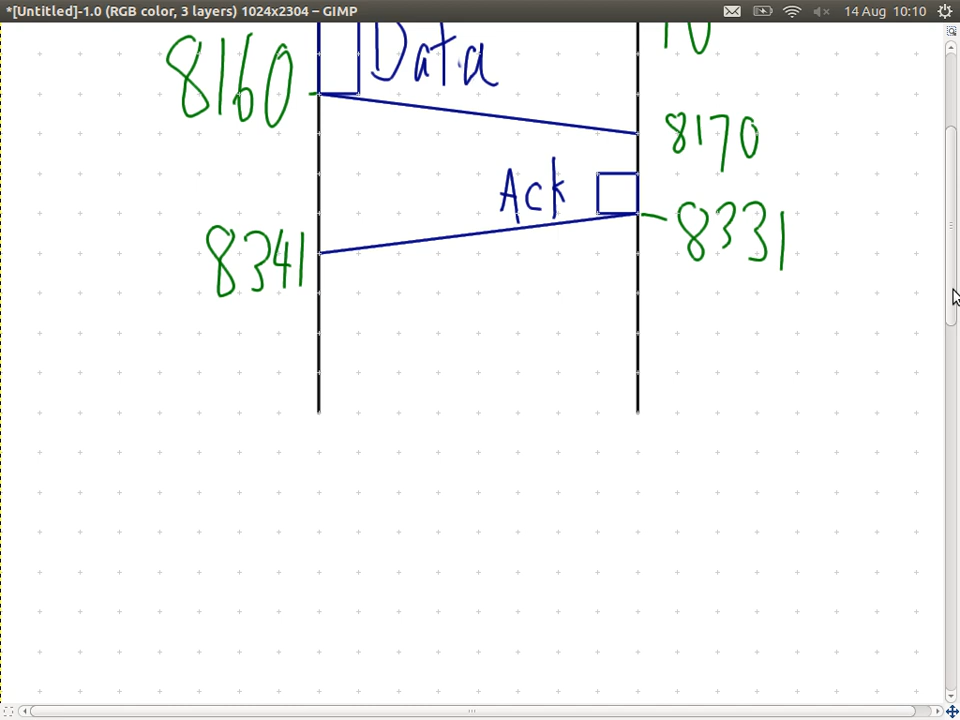 *[Untitled]-1.0 (RGB color, 3 layers) 1024x2304 – GIMP
14 Aug 10:10
8160
Data
10
8170
Ack
8331
8341